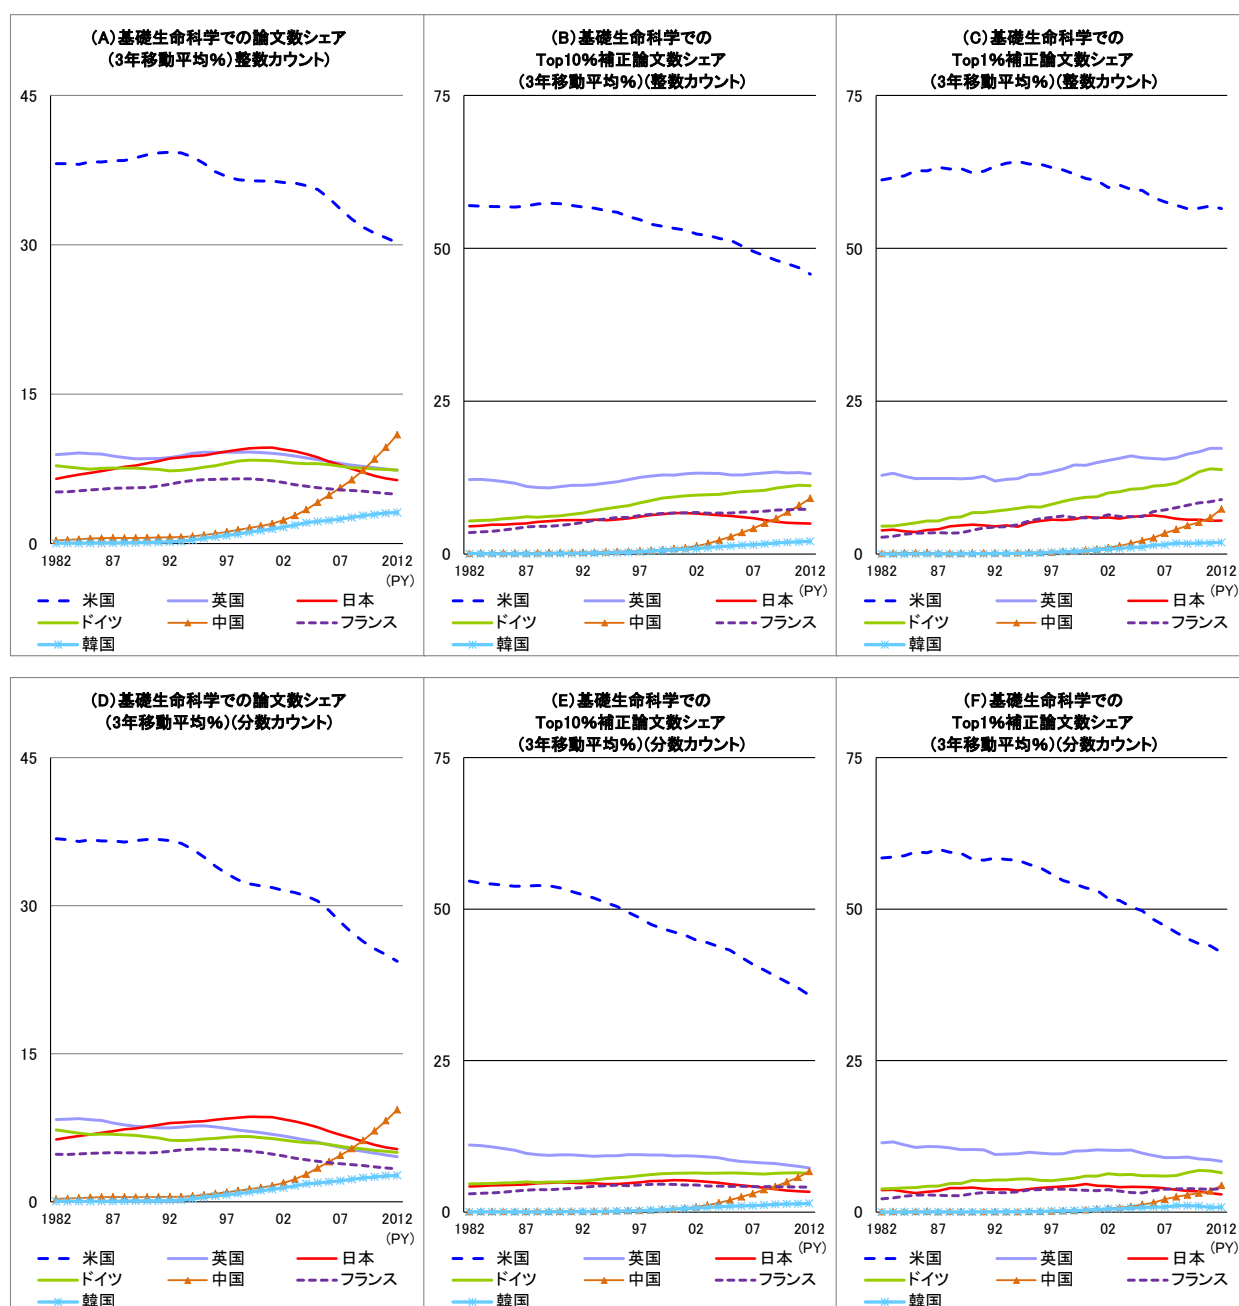 (A)基礎生命科学での論文数シェア
(3年移動平均%)整数カウント)
45
30
15
0
1982 87 92 97 02 07 2012
(PY)
米国 英国 日本
ドイツ 中国 フランス
韓国
(B)基礎生命科学での
Top10%補正論文数シェア
(3年移動平均%)(整数カウント)
75
50
25
0
1982 87 92 97 02 07 2012
(PY)
米国 英国 日本
ドイツ 中国 フランス
韓国
(C)基礎生命科学での
Top1%補正論文数シェア
(3年移動平均%)(整数カウント)
75
50
25
0
1982 87 92 97 02 07 2012
(PY)
米国 英国 日本
ドイツ 中国 フランス
韓国
(D)基礎生命科学での論文数シェア
(3年移動平均%)(分数カウント)
45
30
15
0
1982 87 92 97 02 07 2012
(PY)
米国 英国 日本
ドイツ 中国 フランス
韓国
(E)基礎生命科学での
Top10%補正論文数シェア
(3年移動平均%)(分数カウント)
75
50
25
0
1982 87 92 97 02 07 2012
(PY)
米国 英国 日本
ドイツ 中国 フランス
韓国
(F)基礎生命科学での
Top1%補正論文数シェア
(3年移動平均%)(分数カウント)
75
50
25
0
1982 87 92 97 02 07 2012
(PY)
米国 英国 日本
ドイツ 中国 フランス
韓国